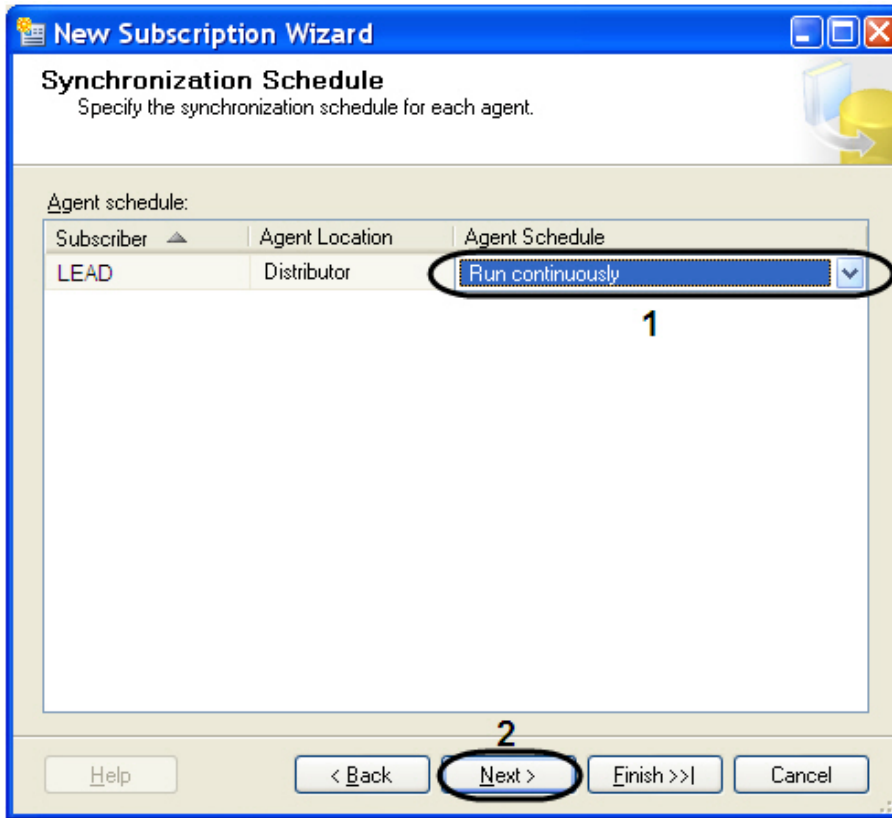 New Subscription Wizard
Synchronization Schedule
Specify the synchronization schedule for each agent.
Agent schedule:
Subscriber Agent Location Agent Schedule
LEAD Distributor Run continuously
1
2
Help < Back Next > Finish >>| Cancel